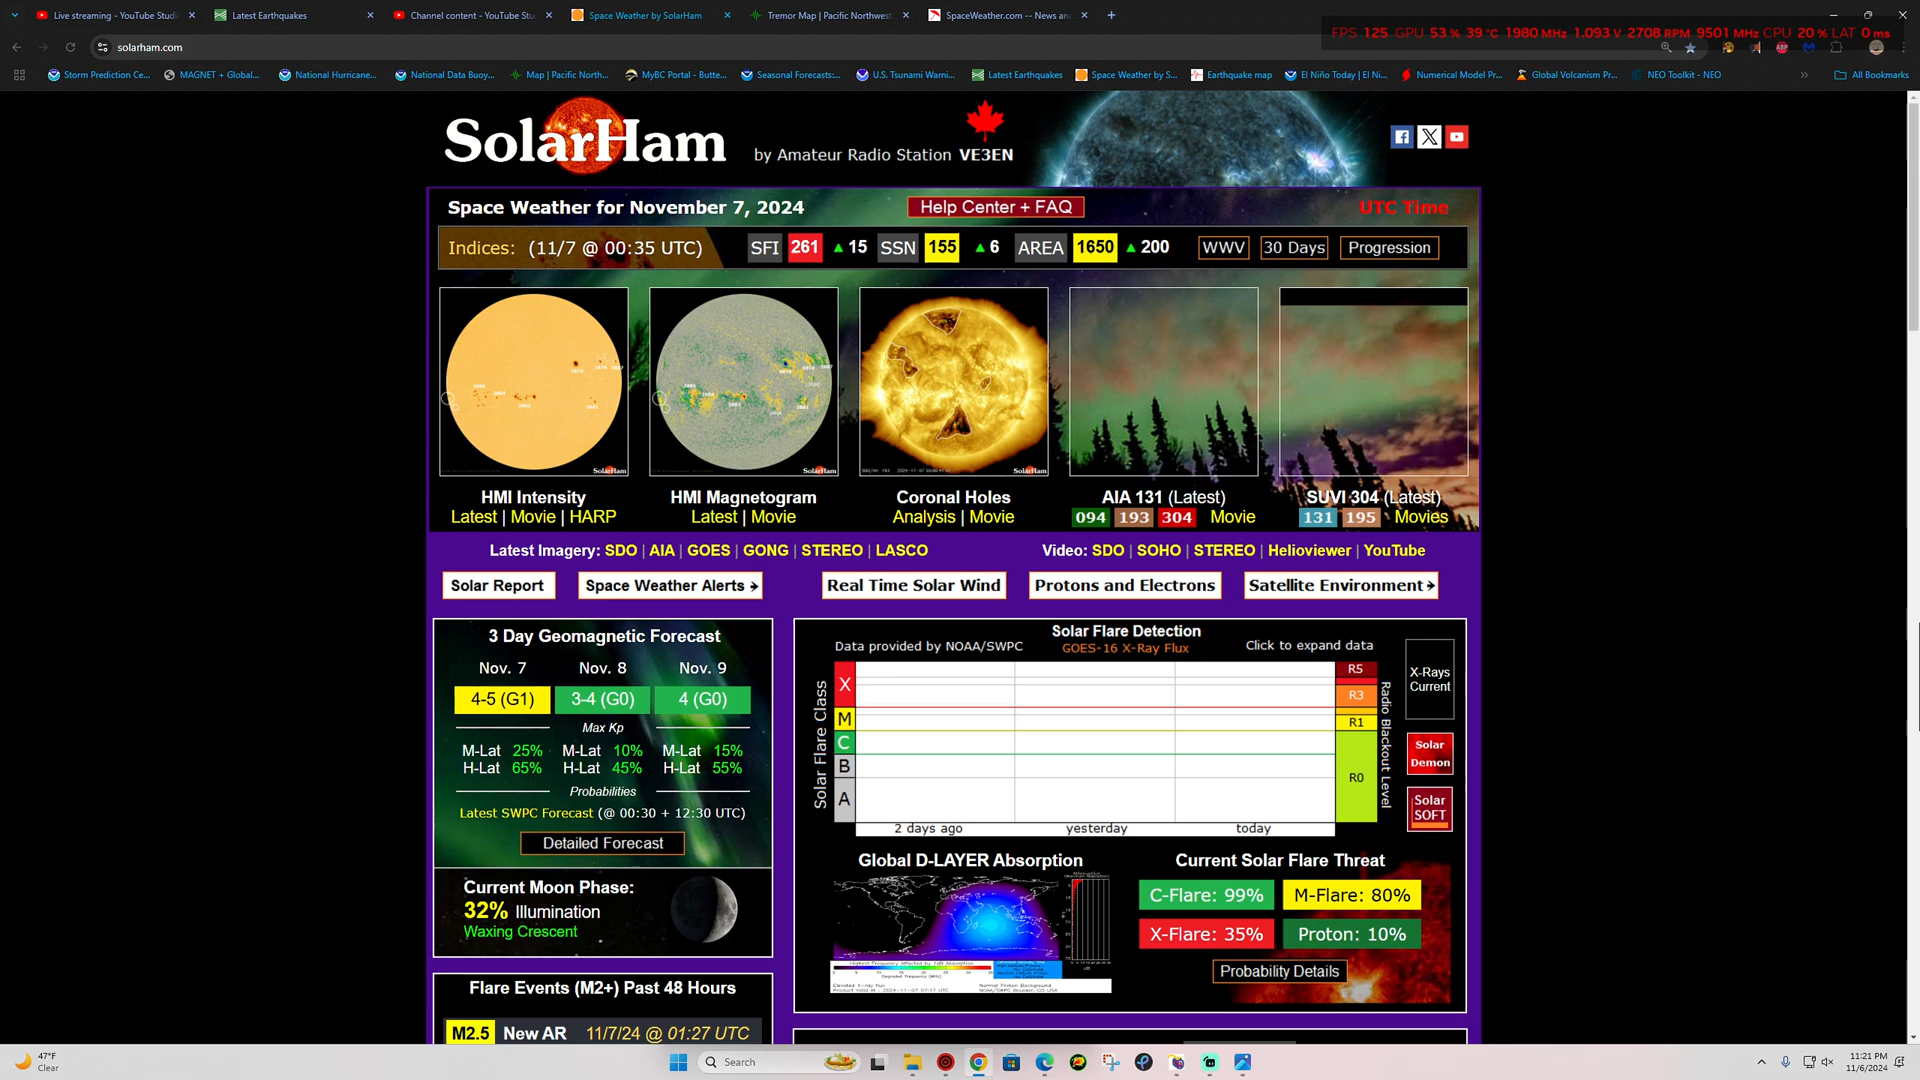 Live streaming - YouTube Studi
Latest Earthquakes
Channel content - YouTube Stu
Space Weather by SolarHam
Tremor Map | Pacific Northwest
SpaceWeather.com -- News and
FPS 125 GPU 53 % 39 °C 1980 MHz 1,093 V 2708 RPM 9501 MHz CPU 20 % LAT 0 ms
solarham.com
Storm Prediction Ce...
MAGNET + Global...
National Hurricane...
National Data Buoy...
Map | Pacific North...
MyBC Portal - Butte...
Seasonal Forecasts:...
U.S. Tsunami Warni...
Latest Earthquakes
Space Weather by S...
Earthquake map
El Niño Today | El Ni...
Numerical Model Pr...
Global Volcanism Pr...
NEO Toolkit - NEO
All Bookmarks
SolarHam
by Amateur Radio Station VE3EN
Space Weather for November 7, 2024
Help Center + FAQ
UTC Time
Indices: (11/7 @ 00:35 UTC)
SFI 261 ▲ 15 SSN 155 ▲ 6 AREA 1650 ▲ 200
WWV
30 Days
Progression
SolarHam
SolarHam
SolarHam
HMI Intensity
Latest | Movie | HARP
HMI Magnetogram
Latest | Movie
Coronal Holes
Analysis | Movie
AIA 131 (Latest)
094 193 304 Movie
SUVI 304 (Latest)
131 195 Movies
Latest Imagery: SDO | AIA | GOES | GONG | STEREO | LASCO
Video: SDO | SOHO | STEREO | Helioviewer | YouTube
Solar Report
Space Weather Alerts →
Real Time Solar Wind
Protons and Electrons
Satellite Environment →
3 Day Geomagnetic Forecast
Nov. 7 Nov. 8 Nov. 9
4-5 (G1) 3-4 (G0) 4 (G0)
Max Kp
M-Lat 25% M-Lat 10% M-Lat 15%
H-Lat 65% H-Lat 45% H-Lat 55%
Probabilities
Latest SWPC Forecast (@ 00:30 + 12:30 UTC)
Detailed Forecast
Current Moon Phase:
32% Illumination
Waxing Crescent
Flare Events (M2+) Past 48 Hours
M2.5 New AR 11/7/24 @ 01:27 UTC
Solar Flare Detection
Data provided by NOAA/SWPC
GOES-16 X-Ray Flux
Click to expand data
Solar Flare Class
X
M
C
B
A
R5
R3
R1
R0
Radio Blackout Level
2 days ago yesterday today
X-Rays
Current
Solar
Demon
Solar
SOFT
Global D-LAYER Absorption
Current Solar Flare Threat
C-Flare: 99% M-Flare: 80%
X-Flare: 35% Proton: 10%
Probability Details
47°F
Clear
Search
11:21 PM
11/6/2024